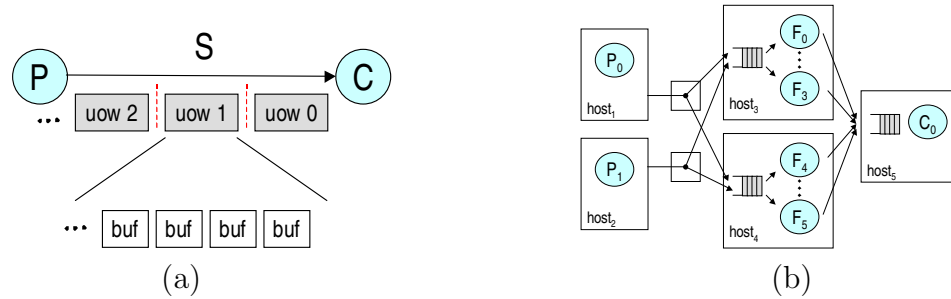 S
P
C
uow 2
uow 1
uow 0
...
... buf buf buf buf
(a)
P0
host1
P1
host2
F0
F3
host3
F4
F5
host4
C0
host5
(b)